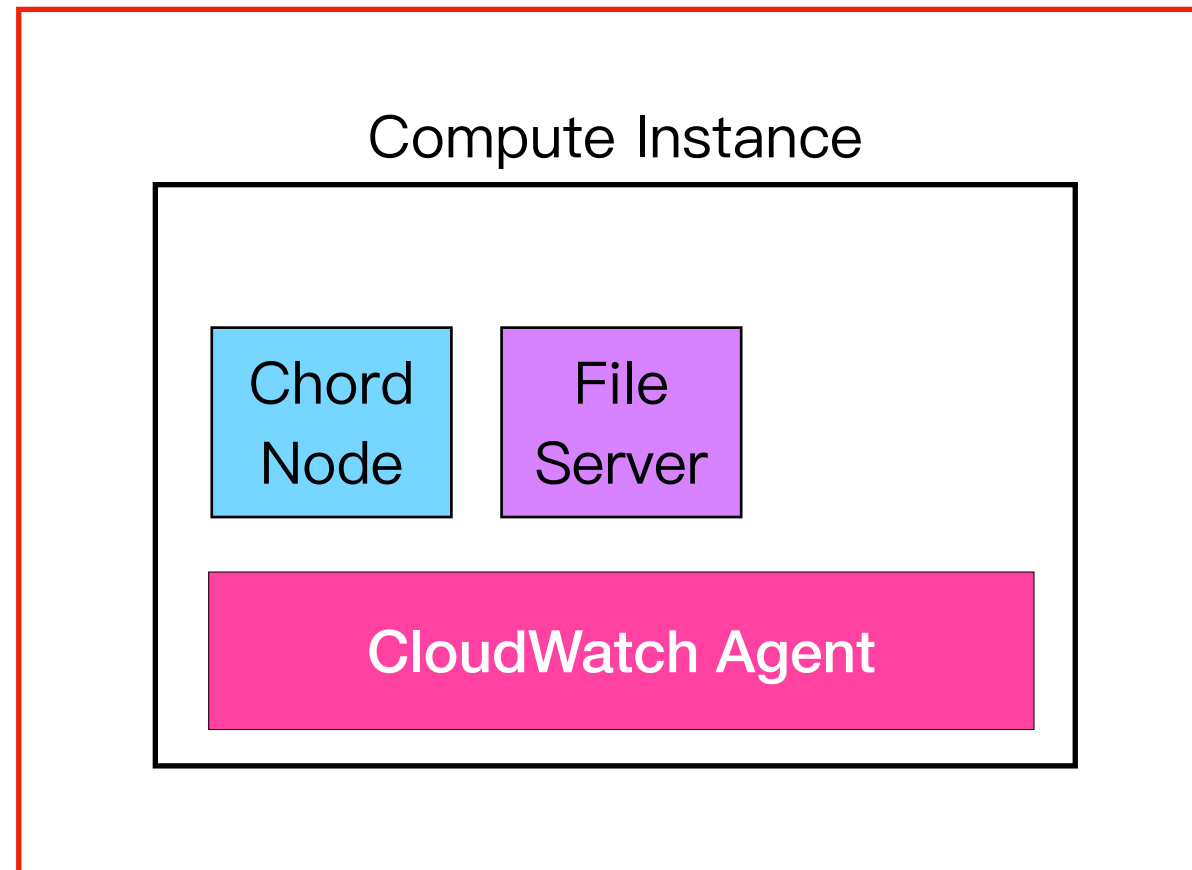 Compute Instance
Chord
Node
File
Server
CloudWatch Agent